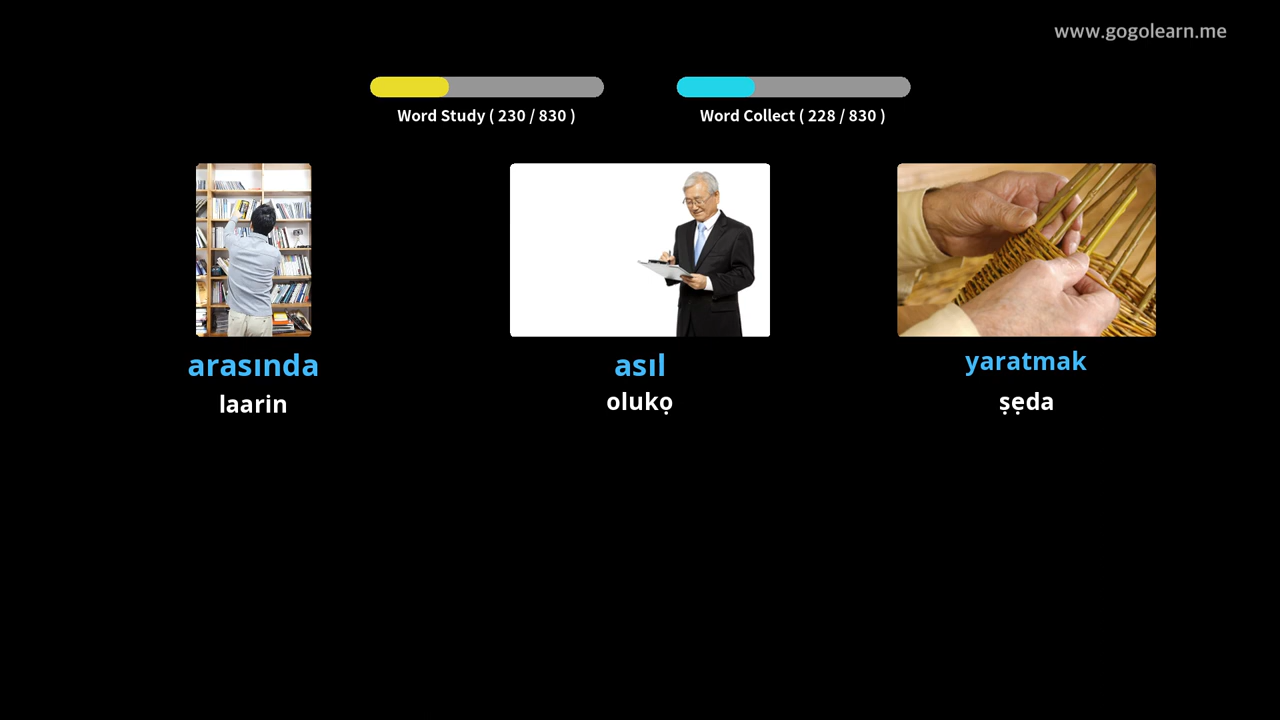 www.gogolearn.me
Word Study ( 230 / 830 )
Word Collect ( 228 / 830 )
arasında
laarin
asıl
olukọ
yaratmak
ṣẹda